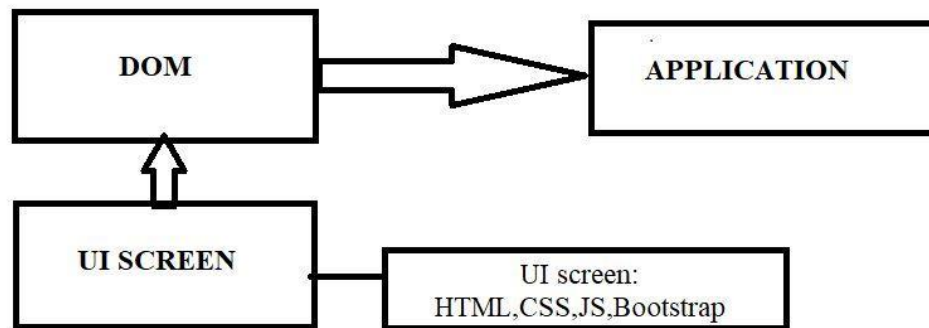 DOM
APPLICATION
UI SCREEN
UI screen:
HTML,CSS,JS,Bootstrap